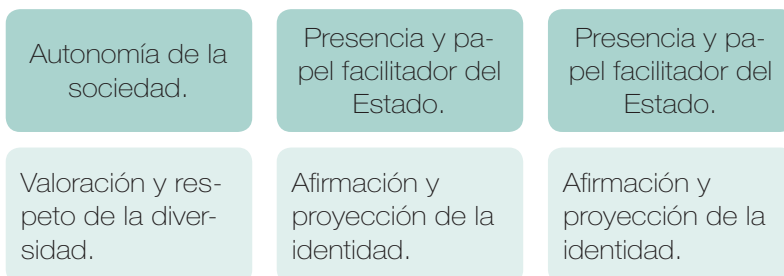 Autonomía de la
sociedad.
Presencia y pa-
pel facilitador del
Estado.
Presencia y pa-
pel facilitador del
Estado.
Valoración y res-
peto de la diver-
sidad.
Afirmación y
proyección de la
identidad.
Afirmación y
proyección de la
identidad.